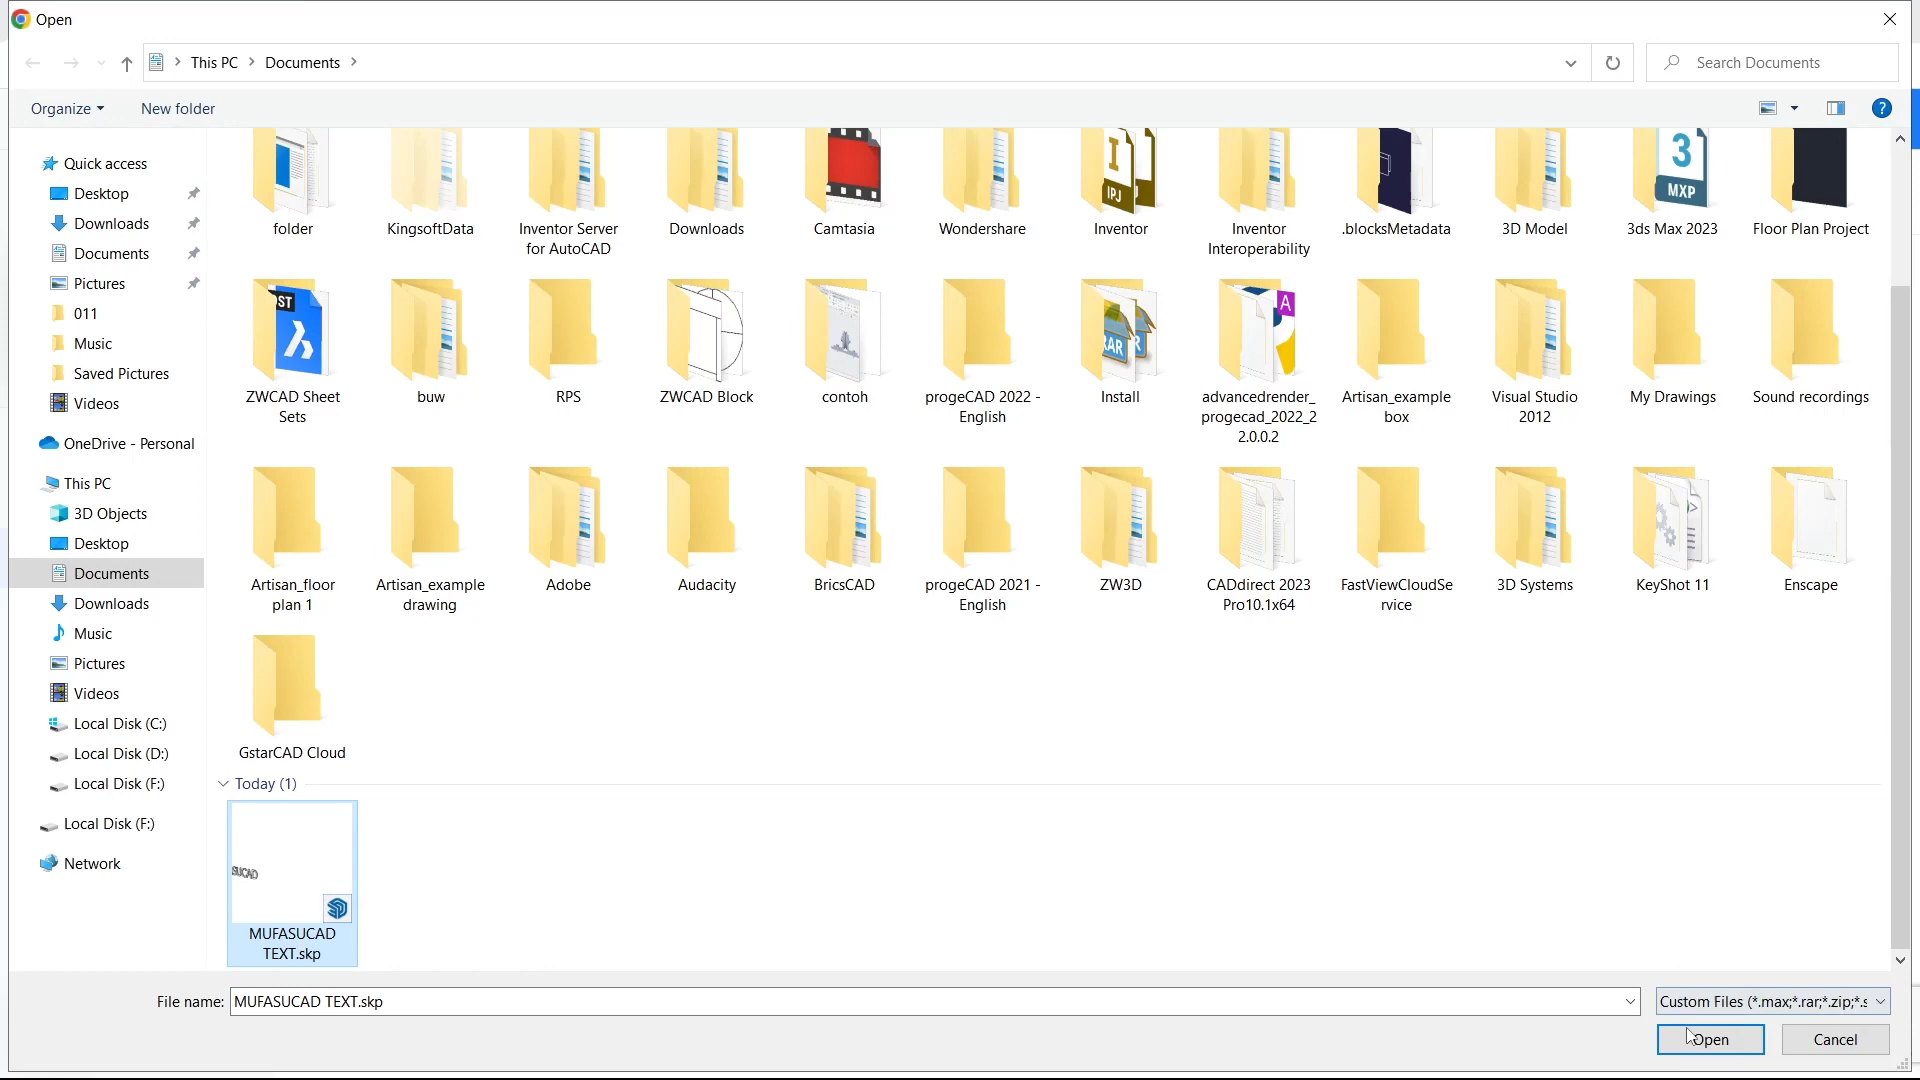 Open
This PC
Documents
Search Documents
Organize
New folder
?
Quick access
Desktop
Downloads
Documents
Pictures
011
Music
Saved Pictures
Videos
OneDrive - Personal
This PC
3D Objects
Desktop
Documents
Downloads
Music
Pictures
Videos
Local Disk (C:)
Local Disk (D:)
Local Disk (F:)
Local Disk (F:)
Network
I
IPJ
3
MXP
folder
KingsoftData
Inventor Server
for AutoCAD
Downloads
Camtasia
Wondershare
Inventor
Inventor
Interoperability
.blocksMetadata
3D Model
3ds Max 2023
Floor Plan Project
A
ZWCAD Sheet
Sets
buw
RPS
ZWCAD Block
contoh
progeCAD 2022 -
English
Install
advancedrender_
progecad_2022_2
2.0.0.2
Artisan_example
box
Visual Studio
2012
My Drawings
Sound recordings
Artisan_floor
plan 1
Artisan_example
drawing
Adobe
Audacity
BricsCAD
progeCAD 2021 -
English
ZW3D
CADdirect 2023
Pro10.1x64
FastViewCloudSe
rvice
3D Systems
KeyShot 11
Enscape
GstarCAD Cloud
Today (1)
SUCAD
MUFASUCAD
TEXT.skp
File name:
MUFASUCAD TEXT.skp
Custom Files (*.max;*.rar;*.zip;*.s
Open
Cancel